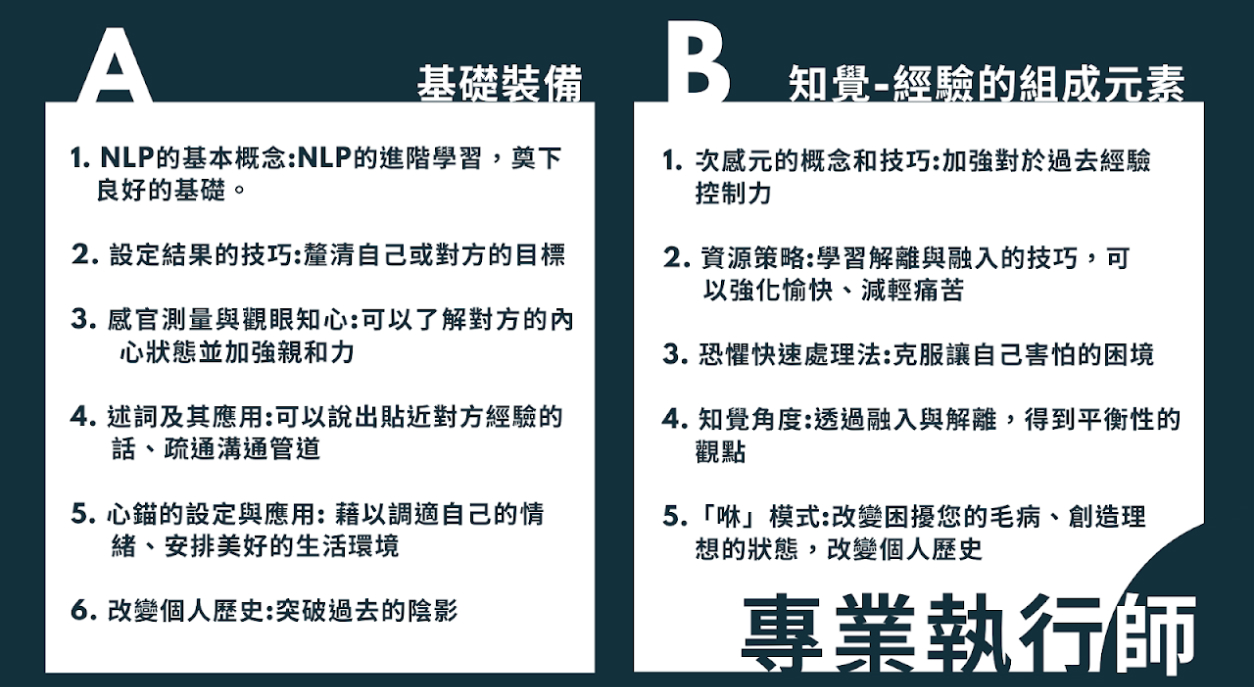 A
基礎裝備
1. NLP的基本概念:NLP的進階學習，奠下
良好的基礎。
2. 設定結果的技巧:釐清自己或對方的目標
3. 感官測量與觀眼知心:可以了解對方的內
心狀態並加強親和力
4. 述詞及其應用:可以說出貼近對方經驗的
話、疏通溝通管道
5. 心錨的設定與應用: 藉以調適自己的情
緒、安排美好的生活環境
6. 改變個人歷史:突破過去的陰影
B
知覺-經驗的組成元素
1. 次感元的概念和技巧:加強對於過去經驗
控制力
2. 資源策略:學習解離與融入的技巧，可
以強化愉快、減輕痛苦
3. 恐懼快速處理法:克服讓自己害怕的困境
4. 知覺角度:透過融入與解離，得到平衡性的
觀點
5.「咻」模式:改變困擾您的毛病、創造理
想的狀態，改變個人歷史
專業執行師